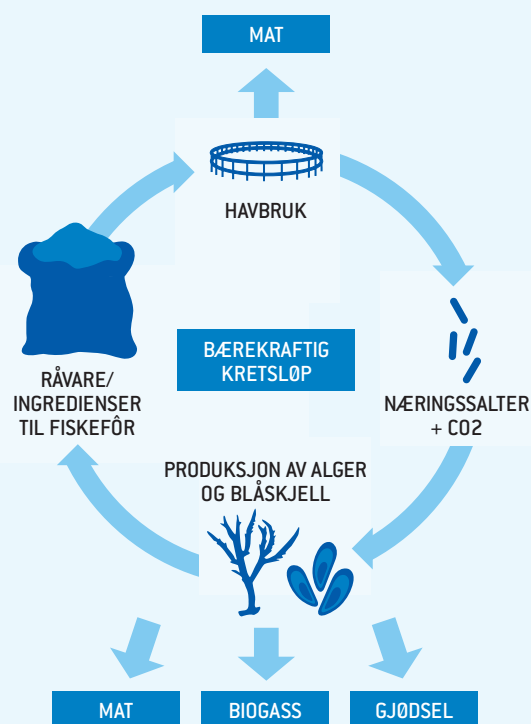 MAT
HAVBRUK
BÆREKRAFTIG
KRETSLØP
RÅVARE/
INGREDIENSER
TIL FISKEFÔR
NÆRINGSSALTER
+ CO2
PRODUKSJON AV ALGER
OG BLÅSKJELL
MAT
BIOGASS
GJØDSEL